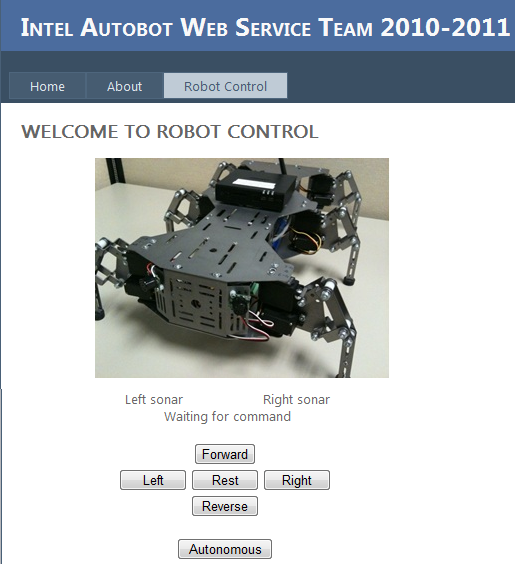 Intel Autobot Web Service Team 2010-2011
Home About Robot Control
WELCOME TO ROBOT CONTROL
Left sonar Right sonar
Waiting for command
Forward
Left Rest Right
Reverse
Autonomous